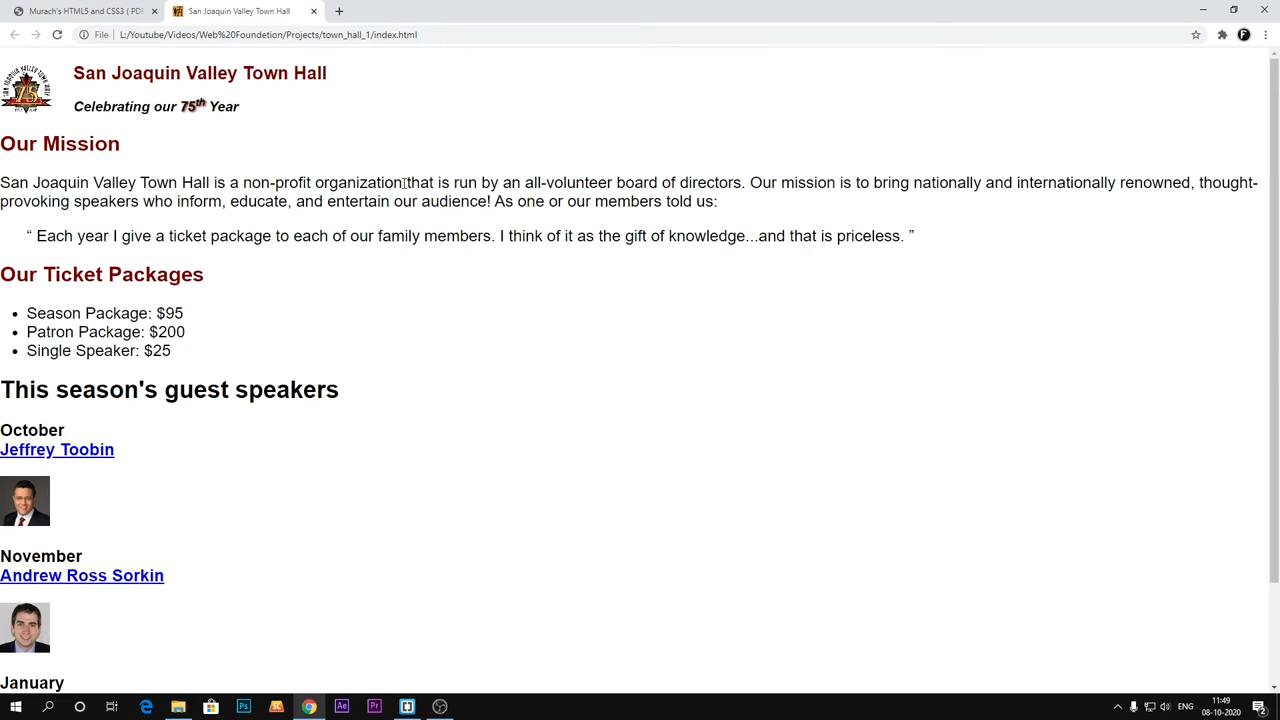 Murach's HTML5 and CSS3 ( PDF
San Joaquin Valley Town Hall
File
L:/Youtube/Videos/Web%20Foundetion/Projects/town_hall_1/index.html
75
San Joaquin Valley Town Hall
Celebrating our 75th Year
Our Mission
San Joaquin Valley Town Hall is a non-profit organization that is run by an all-volunteer board of directors. Our mission is to bring nationally and internationally renowned, thought-
provoking speakers who inform, educate, and entertain our audience! As one or our members told us:
“ Each year I give a ticket package to each of our family members. I think of it as the gift of knowledge...and that is priceless. ”
Our Ticket Packages
• Season Package: $95
• Patron Package: $200
• Single Speaker: $25
This season's guest speakers
October
Jeffrey Toobin
November
Andrew Ross Sorkin
January
Ps
Ae
Pr
ENG
11:49
08-10-2020
2